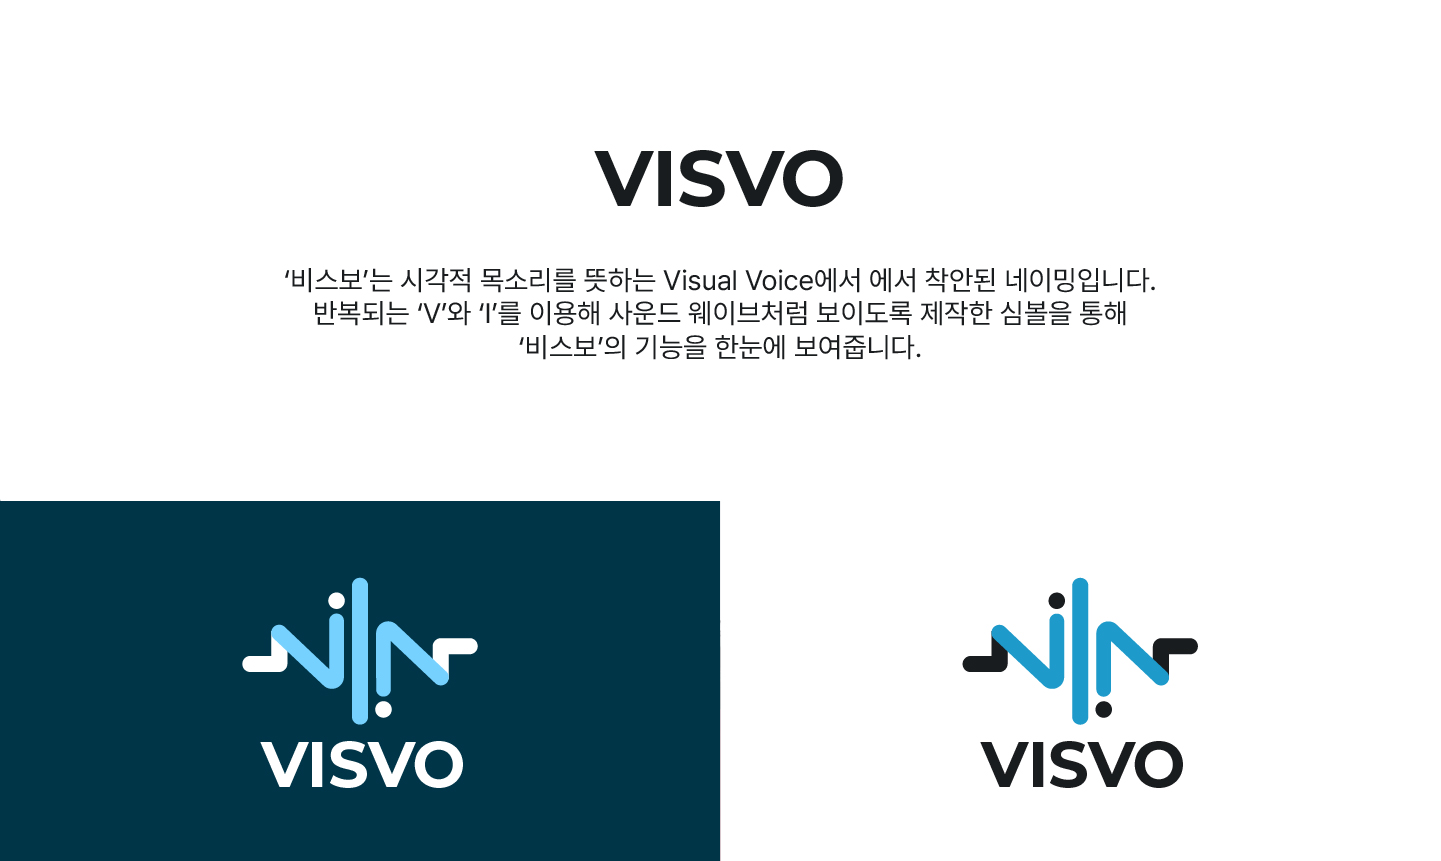 VISVO
‘비스보’는 시각적 목소리를 뜻하는 Visual Voice에서 에서 착안된 네이밍입니다.
반복되는 ‘V’와 ‘I’를 이용해 사운드 웨이브처럼 보이도록 제작한 심볼을 통해
‘비스보’의 기능을 한눈에 보여줍니다.
VISVO
VISVO